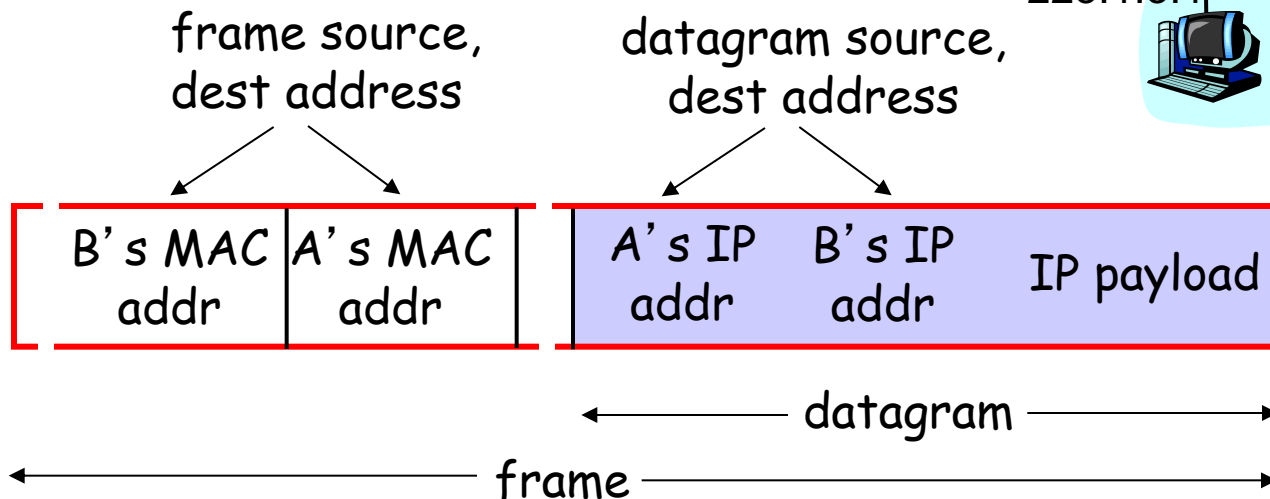 frame source,
dest address
datagram source,
dest address
B's MAC
addr
A's MAC
addr
A's IP
addr
B's IP
addr
IP payload
datagram
frame